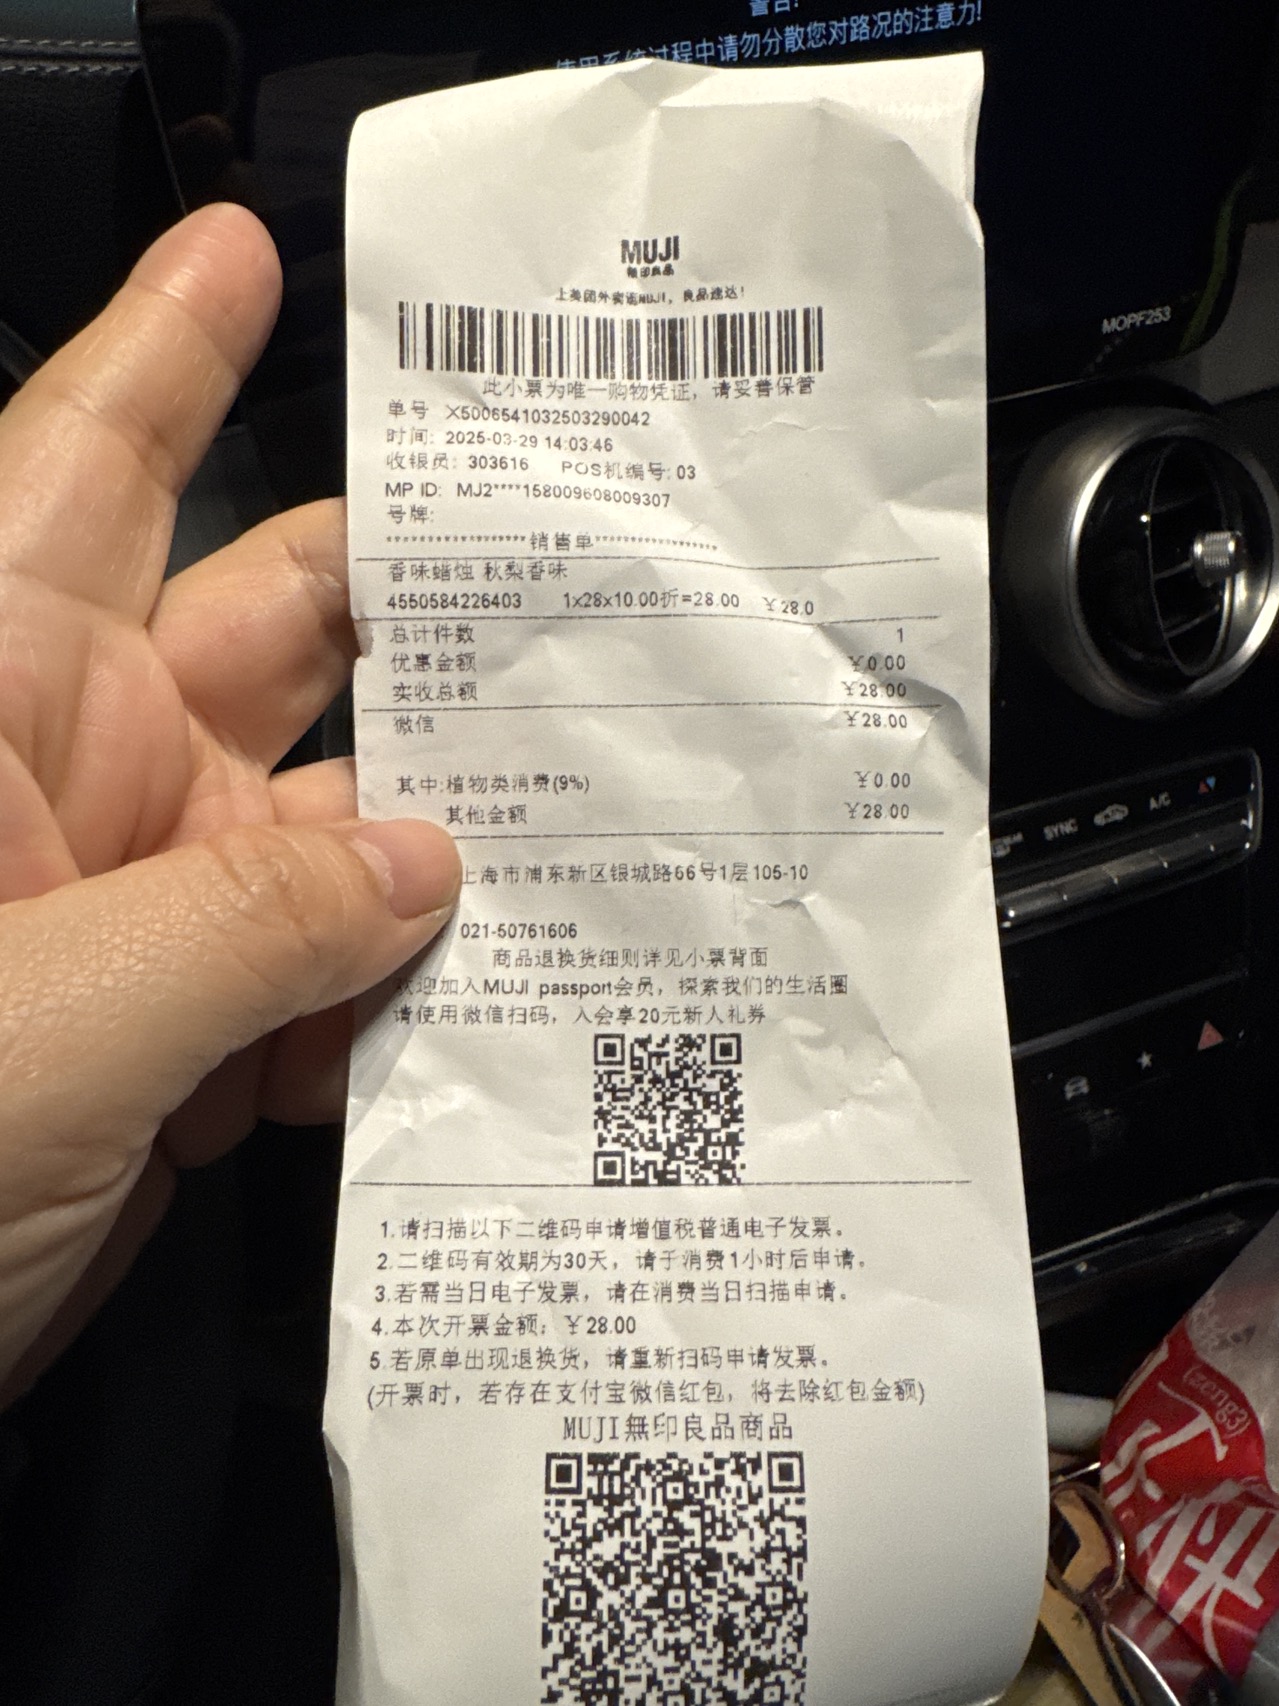 警告!
使用系统过程中请勿分散您对路况的注意力!
MOPF253
MUJI
無印良品
上美团外卖逛MUJI，良品速达!
此小票为唯一购物凭证，请妥善保管
单号 X5006541032503290042
时间: 2025-03-29 14:03:46
收银员: 303616 POS机编号: 03
MP ID: MJ2****158009608009307
号牌:
******************销售单****************
香味蜡烛 秋梨香味
4550584226403 1x28x10.00折=28.00 ￥28.0
总计件数 1
优惠金额 ￥0.00
实收总额 ￥28.00
微信 ￥28.00
其中:植物类消费(9%) ￥0.00
其他金额 ￥28.00
上海市浦东新区银城路66号1层105-10
021-50761606
商品退换货细则详见小票背面
欢迎加入MUJI passport会员，探索我们的生活圈
请使用微信扫码，入会享20元新人礼券
1.请扫描以下二维码申请增值税普通电子发票。
2.二维码有效期为30天，请于消费1小时后申请。
3.若需当日电子发票，请在消费当日扫描申请。
4.本次开票金额：￥28.00
5.若原单出现退换货，请重新扫码申请发票。
(开票时，若存在支付宝微信红包，将去除红包金额)
MUJI無印良品商品
SYNC
A/C
(zeng3)